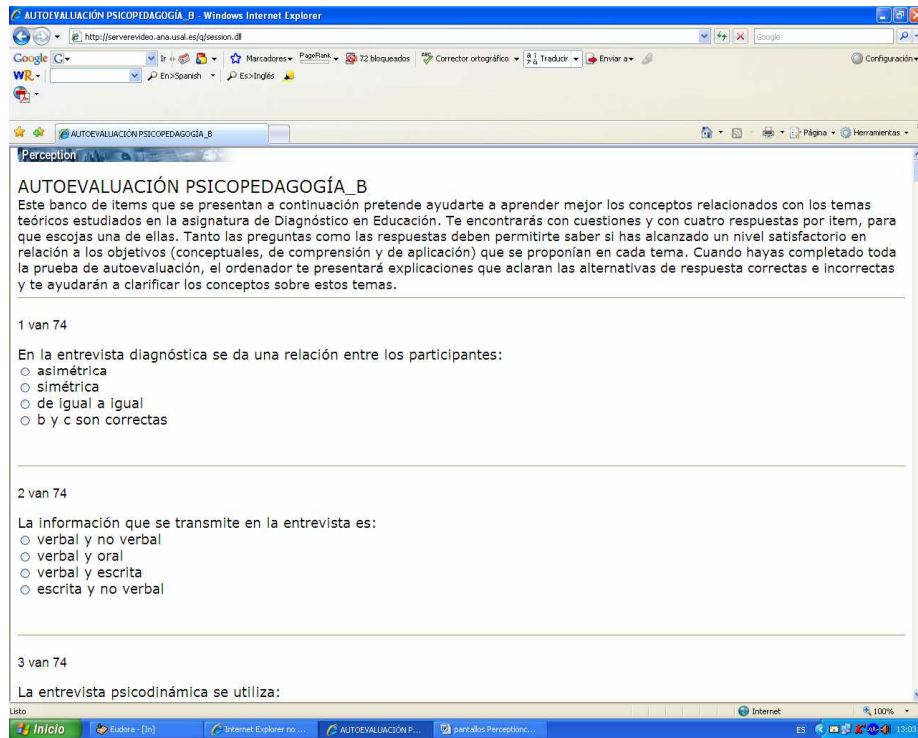 AUTOEVALUACIÓN PSICOPEDAGOGÍA_B - Windows Internet Explorer
http://serverevideo.ana.usal.es/q/session.dll
Google
Google G Ir Marcadores PageRank 72 bloqueados Corrector ortográfico Traducir Enviar a Configuración
WR. En>Spanish Es>Inglés
AUTOEVALUACIÓN PSICOPEDAGOGÍA_B Página Herramientas
Perception
AUTOEVALUACIÓN PSICOPEDAGOGÍA_B
Este banco de items que se presentan a continuación pretende ayudarte a aprender mejor los conceptos relacionados con los temas
teóricos estudiados en la asignatura de Diagnóstico en Educación. Te encontrarás con cuestiones y con cuatro respuestas por item, para
que escojas una de ellas. Tanto las preguntas como las respuestas deben permitirte saber si has alcanzado un nivel satisfactorio en
relación a los objetivos (conceptuales, de comprensión y de aplicación) que se proponían en cada tema. Cuando hayas completado toda
la prueba de autoevaluación, el ordenador te presentará explicaciones que aclaran las alternativas de respuesta correctas e incorrectas
y te ayudarán a clarificar los conceptos sobre estos temas.
1 van 74
En la entrevista diagnóstica se da una relación entre los participantes:
asimétrica
simétrica
de igual a igual
b y c son correctas
2 van 74
La información que se transmite en la entrevista es:
verbal y no verbal
verbal y oral
verbal y escrita
escrita y no verbal
3 van 74
La entrevista psicodinámica se utiliza:
Listo Internet 100%
Inicio Eudora - [In] Internet Explorer no ... AUTOEVALUACIÓN P... pantallos Perceptionc... ES 13:03